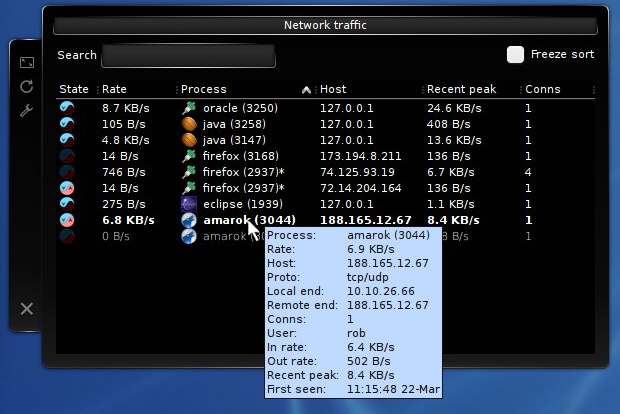 Network traffic
Search Freeze sort
State Rate Process Host Recent peak Conns
8.7 KB/s oracle (3250) 127.0.0.1 24.6 KB/s 1
105 B/s java (3258) 127.0.0.1 408 B/s 1
4.8 KB/s java (3147) 127.0.0.1 13.6 KB/s 1
14 B/s firefox (3168) 173.194.8.211 136 B/s 1
746 B/s firefox (2937)* 74.125.93.19 6.7 KB/s 4
14 B/s firefox (2937)* 72.14.204.164 136 B/s 1
275 B/s eclipse (1939) 127.0.0.1 1.1 KB/s 1
6.8 KB/s amarok (3044) 188.165.12.67 8.4 KB/s 1
0 B/s amarok 8 KB/s 1
Process: amarok (3044)
Rate: 6.9 KB/s
Host: 188.165.12.67
Proto: tcp/udp
Local end: 10.10.26.66
Remote end: 188.165.12.67
Conns: 1
User: rob
In rate: 6.4 KB/s
Out rate: 502 B/s
Recent peak: 8.4 KB/s
First seen: 11:15:48 22-Mar